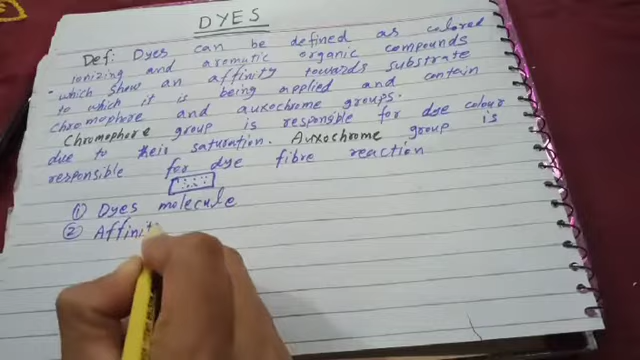 DYES
Def: Dyes can be defined as colored
ionizing and aromatic organic compounds
which show an affinity towards substrate
to which it is being applied and contain
chromophore and auxochrome groups.
Chromophore group is responsible for dye colour
due to their saturation. Auxochrome group is
responsible for dye fibre reaction
① Dyes molecule
② Affinit